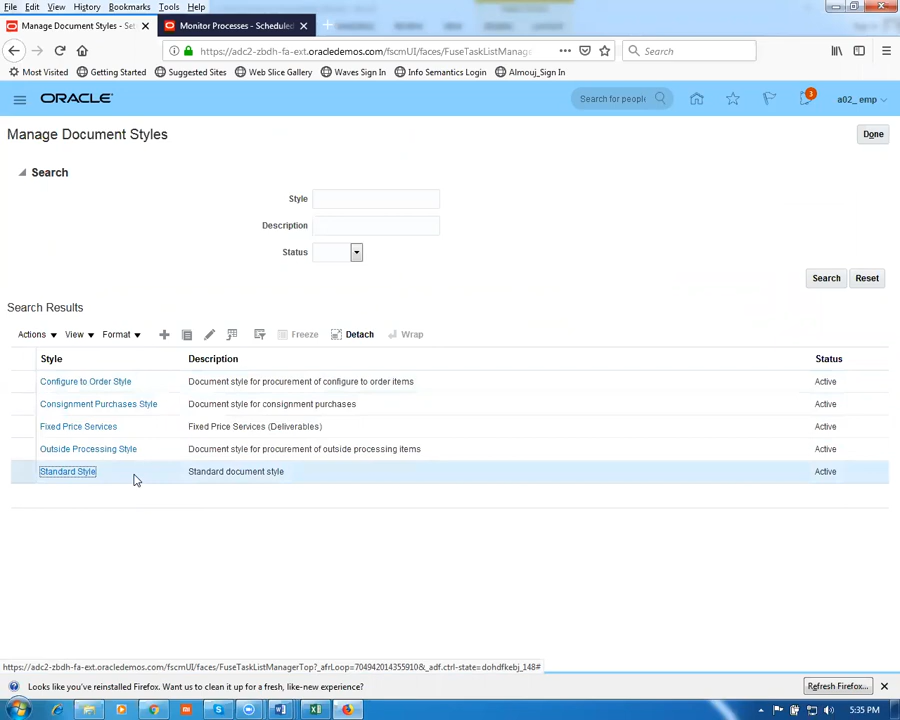 File Edit View History Bookmarks Tools Help
Manage Document Styles - Set
Monitor Processes - Scheduled
https://adc2-zbdh-fa-ext.oracledemos.com/fscmUI/faces/FuseTaskListManag
Search
Most Visited Getting Started Suggested Sites Web Slice Gallery Waves Sign In Info Semantics Login Almouj_Sign In
ORACLE
Search for people
3
a02_ emp
Manage Document Styles
Done
Search
Style
Description
Status
Search Reset
Search Results
Actions View Format Freeze Detach Wrap
Style Description Status
Configure to Order Style Document style for procurement of configure to order items Active
Consignment Purchases Style Document style for consignment purchases Active
Fixed Price Services Fixed Price Services (Deliverables) Active
Outside Processing Style Document style for procurement of outside processing items Active
Standard Style Standard document style Active
https://adc2-zbdh-fa-ext.oracledemos.com/fscmUI/faces/FuseTaskListManagerTop?_afrLoop=704942014355910&_adf.ctrl-state=dohdfkebj_148#
Looks like you've reinstalled Firefox. Want us to clean it up for a fresh, like-new experience?
Refresh Firefox...
5:35 PM